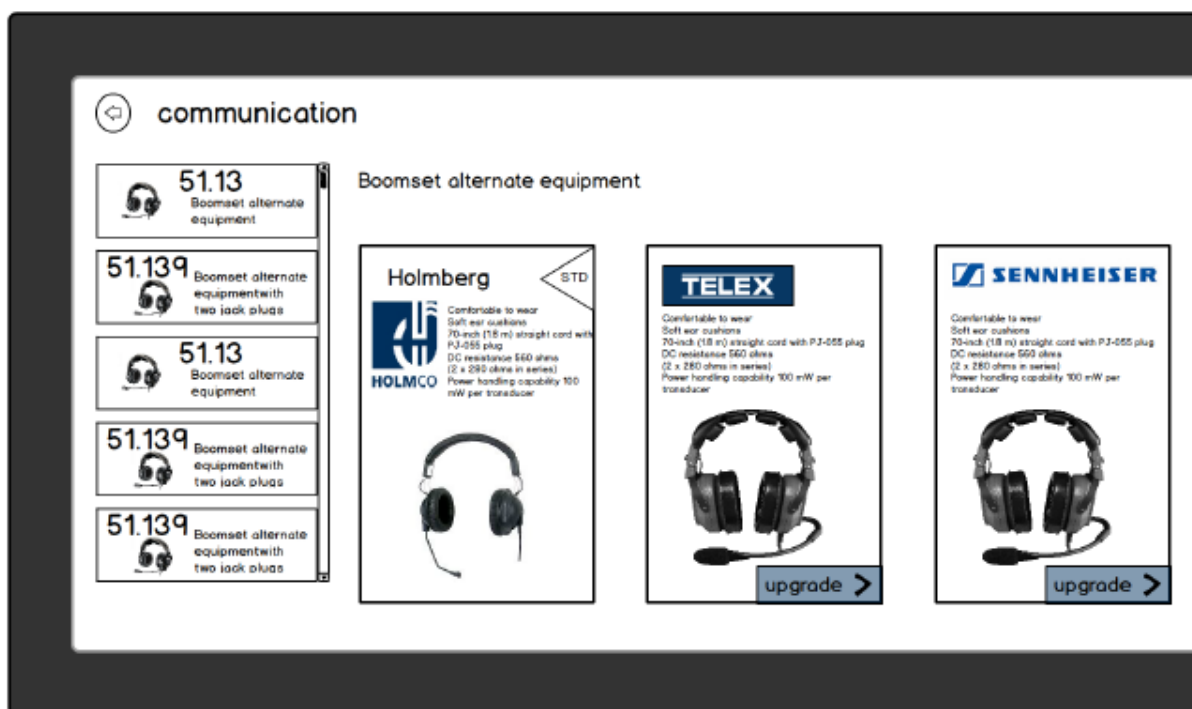 communication
51.13
Boomset alternate
equipment
51.139
Boomset alternate
equipmentwith
two jack plugs
51.13
Boomset alternate
equipment
51.139
Boomset alternate
equipmentwith
two jack plugs
51.139
Boomset alternate
equipmentwith
two jack plugs
Boomset alternate equipment
Holmberg
STD
HOLMCO
Comfortable to wear
Soft ear cushions
70-inch (1.8 m) straight cord with
PJ-055 plug
DC resistance 560 ohms
(2 x 280 ohms in series)
Power handling capability 100
mW per transducer
TELEX
Comfortable to wear
Soft ear cushions
70-inch (1.8 m) straight cord with PJ-055 plug
DC resistance 560 ohms
(2 x 280 ohms in series)
Power handling capability 100 mW per
transducer
upgrade
SENNHEISER
Comfortable to wear
Soft ear cushions
70-inch (1.8 m) straight cord with PJ-055 plug
DC resistance 560 ohms
(2 x 280 ohms in series)
Power handling capability 100 mW per
transducer
upgrade